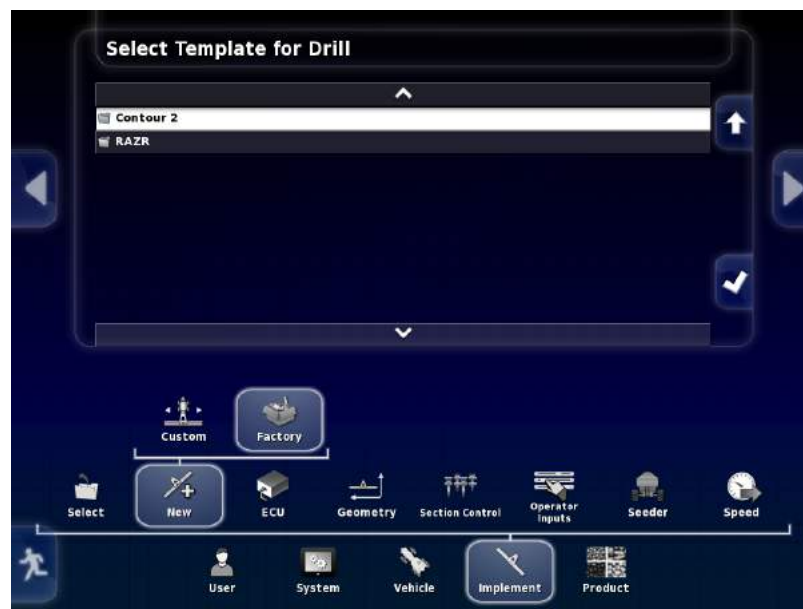 Select Template for Drill
Contour 2
RAZR
Custom
Factory
Select
New
ECU
Geometry
Section Control
Operator
Inputs
Seeder
Speed
User
System
Vehicle
Implement
Product